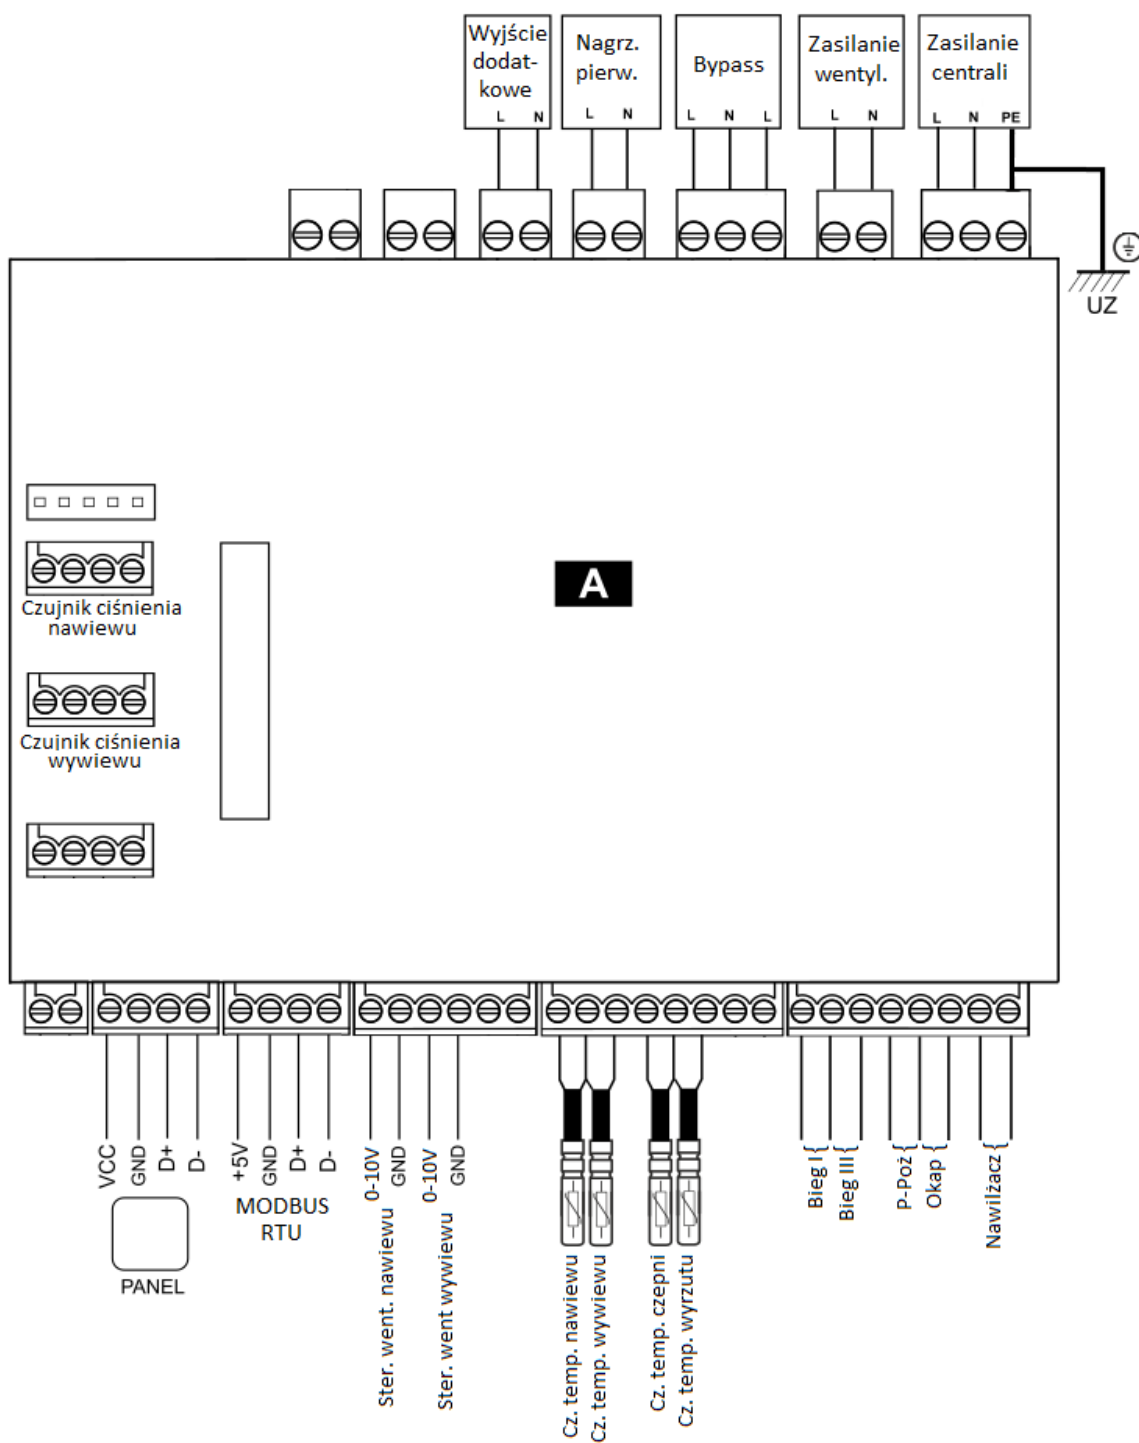 Wyjście
dodat-
kowe
L N
Nagrz.
pierw.
L N
Bypass
L N L
Zasilanie
wentyl.
L N
Zasilanie
centrali
L N PE
UZ
A
Czujnik ciśnienia
nawiewu
Czujnik ciśnienia
wywiewu
VCC
GND
D+
D-
PANEL
+5V
GND
D+
D-
MODBUS
RTU
0-10V
GND
Ster. went. nawiewu
0-10V
GND
Ster. went wywiewu
Cz. temp. nawiewu
Cz. temp. wywiewu
Cz. temp. czepni
Cz. temp. wyrzutu
Bieg I {
Bieg III {
P-Poż {
Okap {
Nawilżacz {